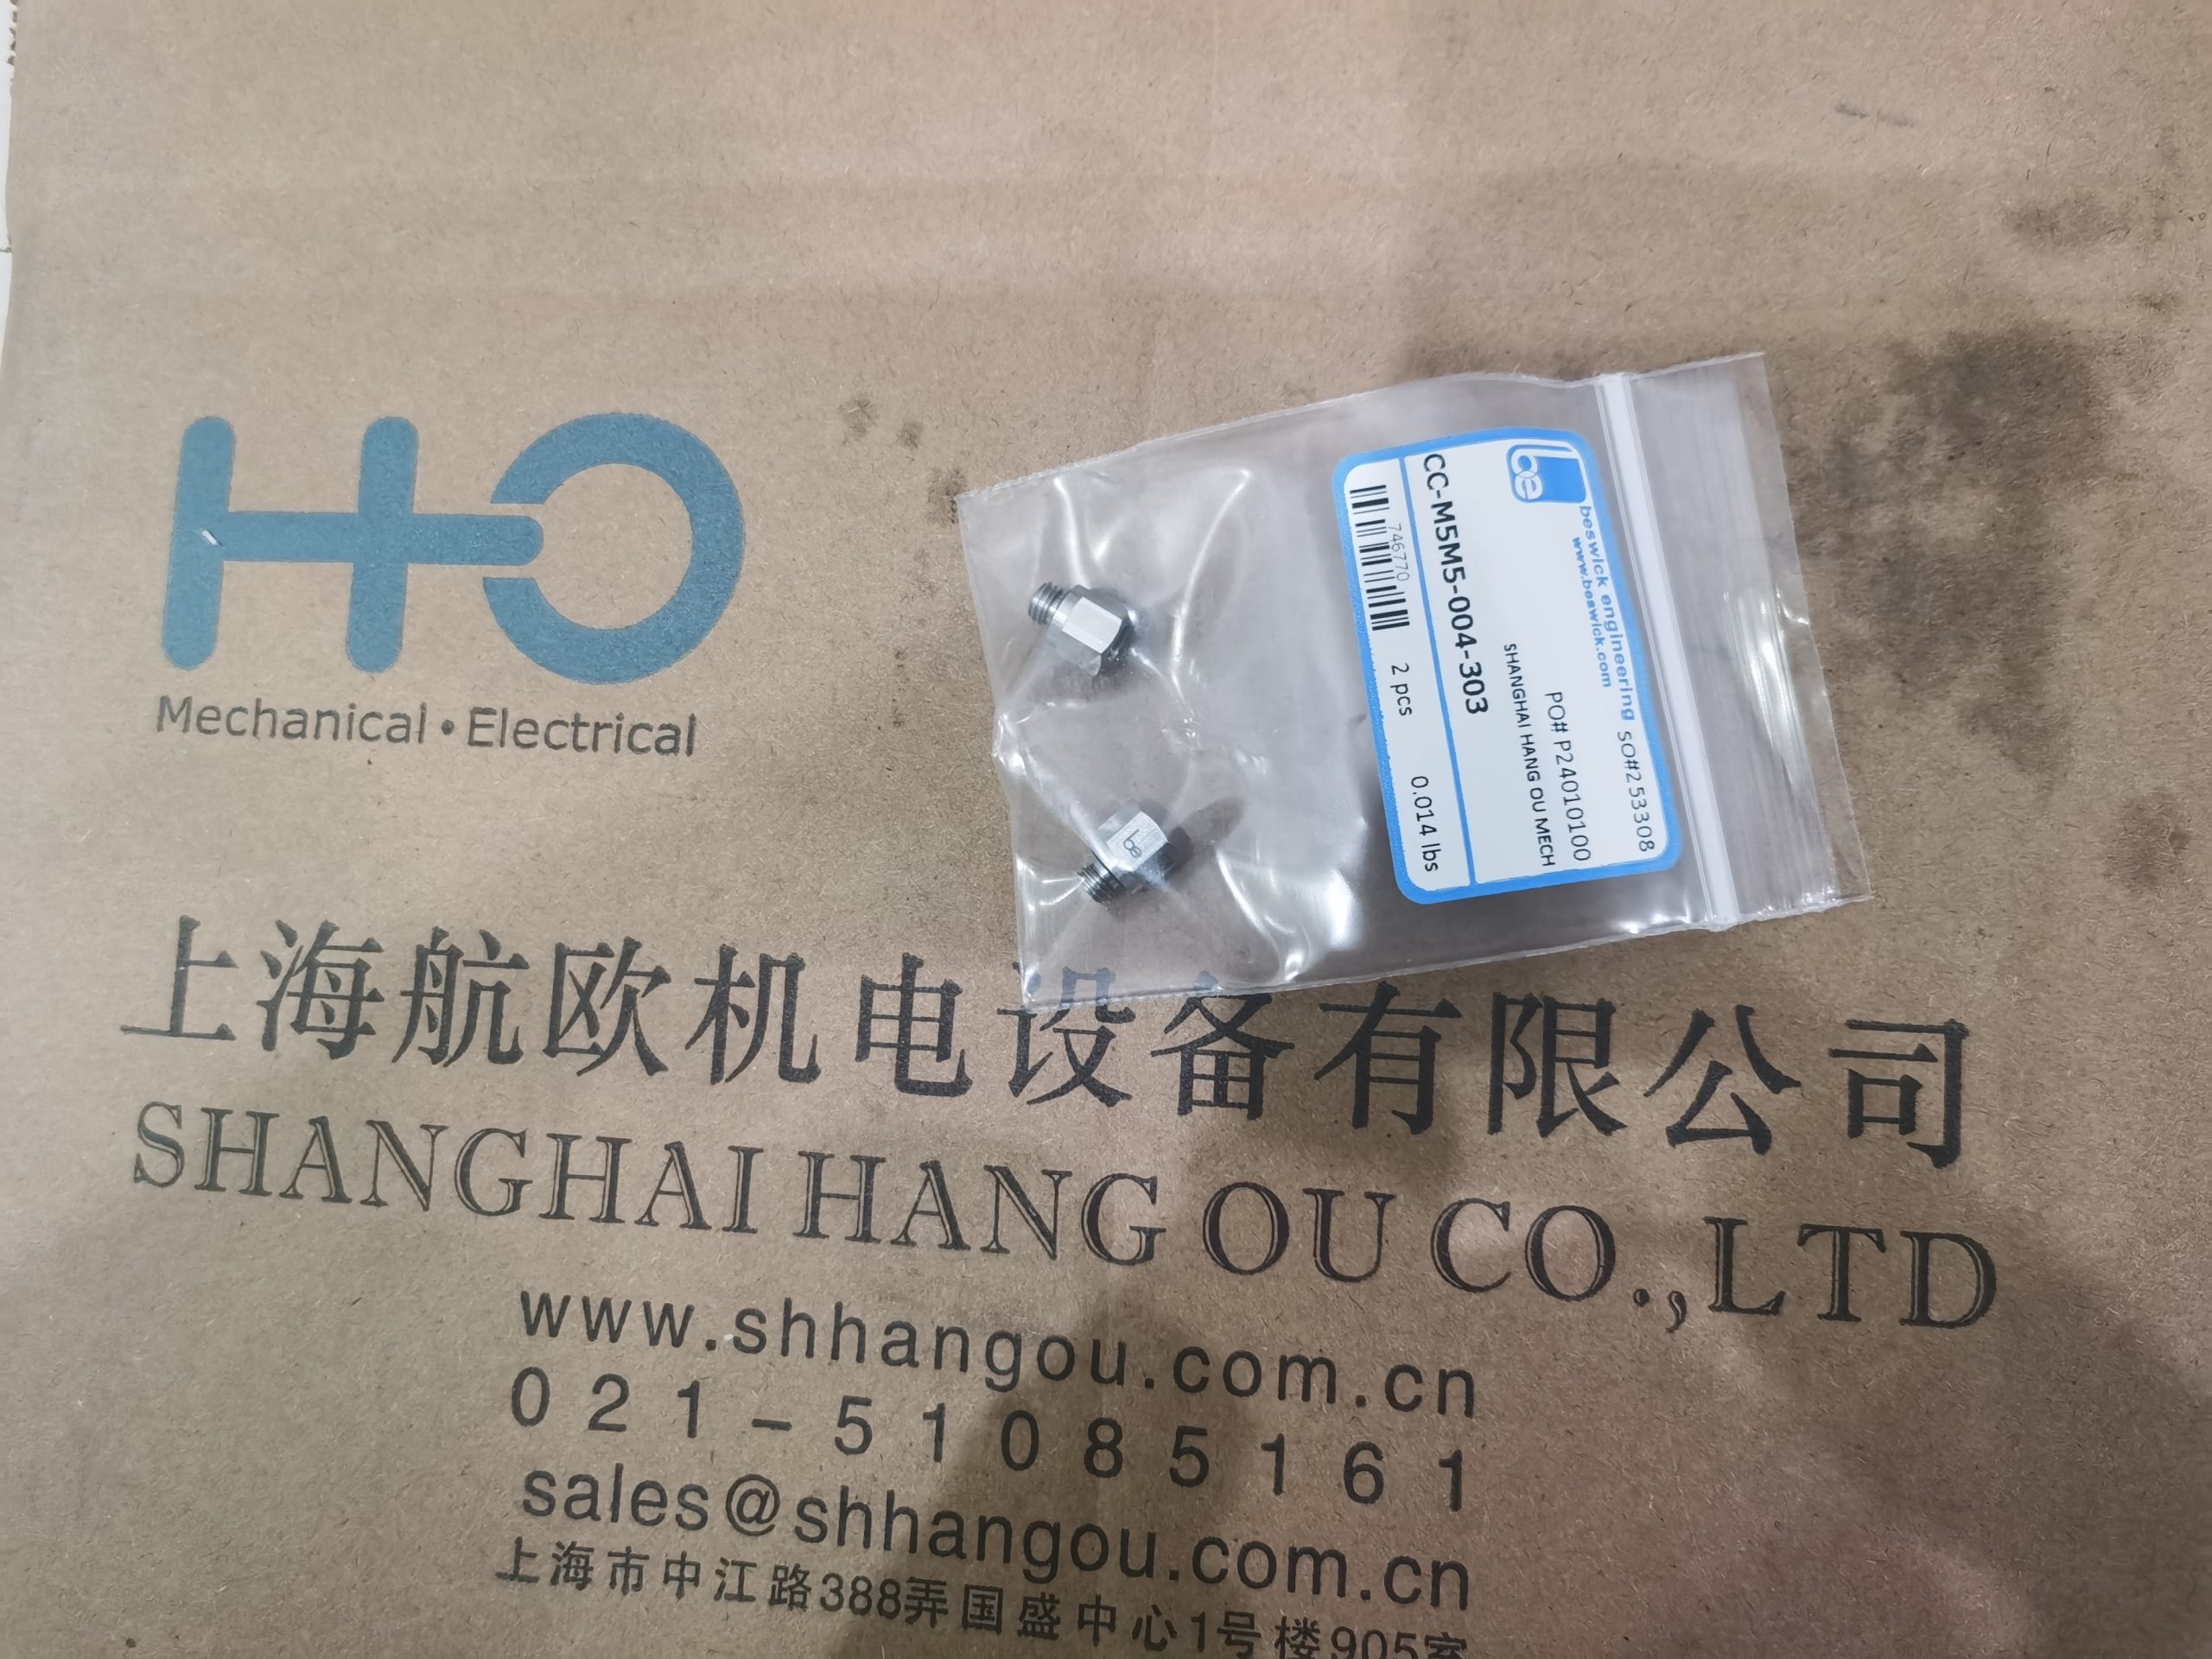 HO
Mechanical·Electrical
be
beswick engineering SO#253308
www.beswick.com
PO# P24010100
SHANGHAI HANG OU MECH
CC-M5M5-004-303
746770
2 pcs 0.014 lbs
be
上海航欧机电设备有限公司
SHANGHAI HANG OU CO.,LTD
www.shhangou.com.cn
021-51085161
sales@shhangou.com.cn
上海市中江路388弄国盛中心1号楼905室